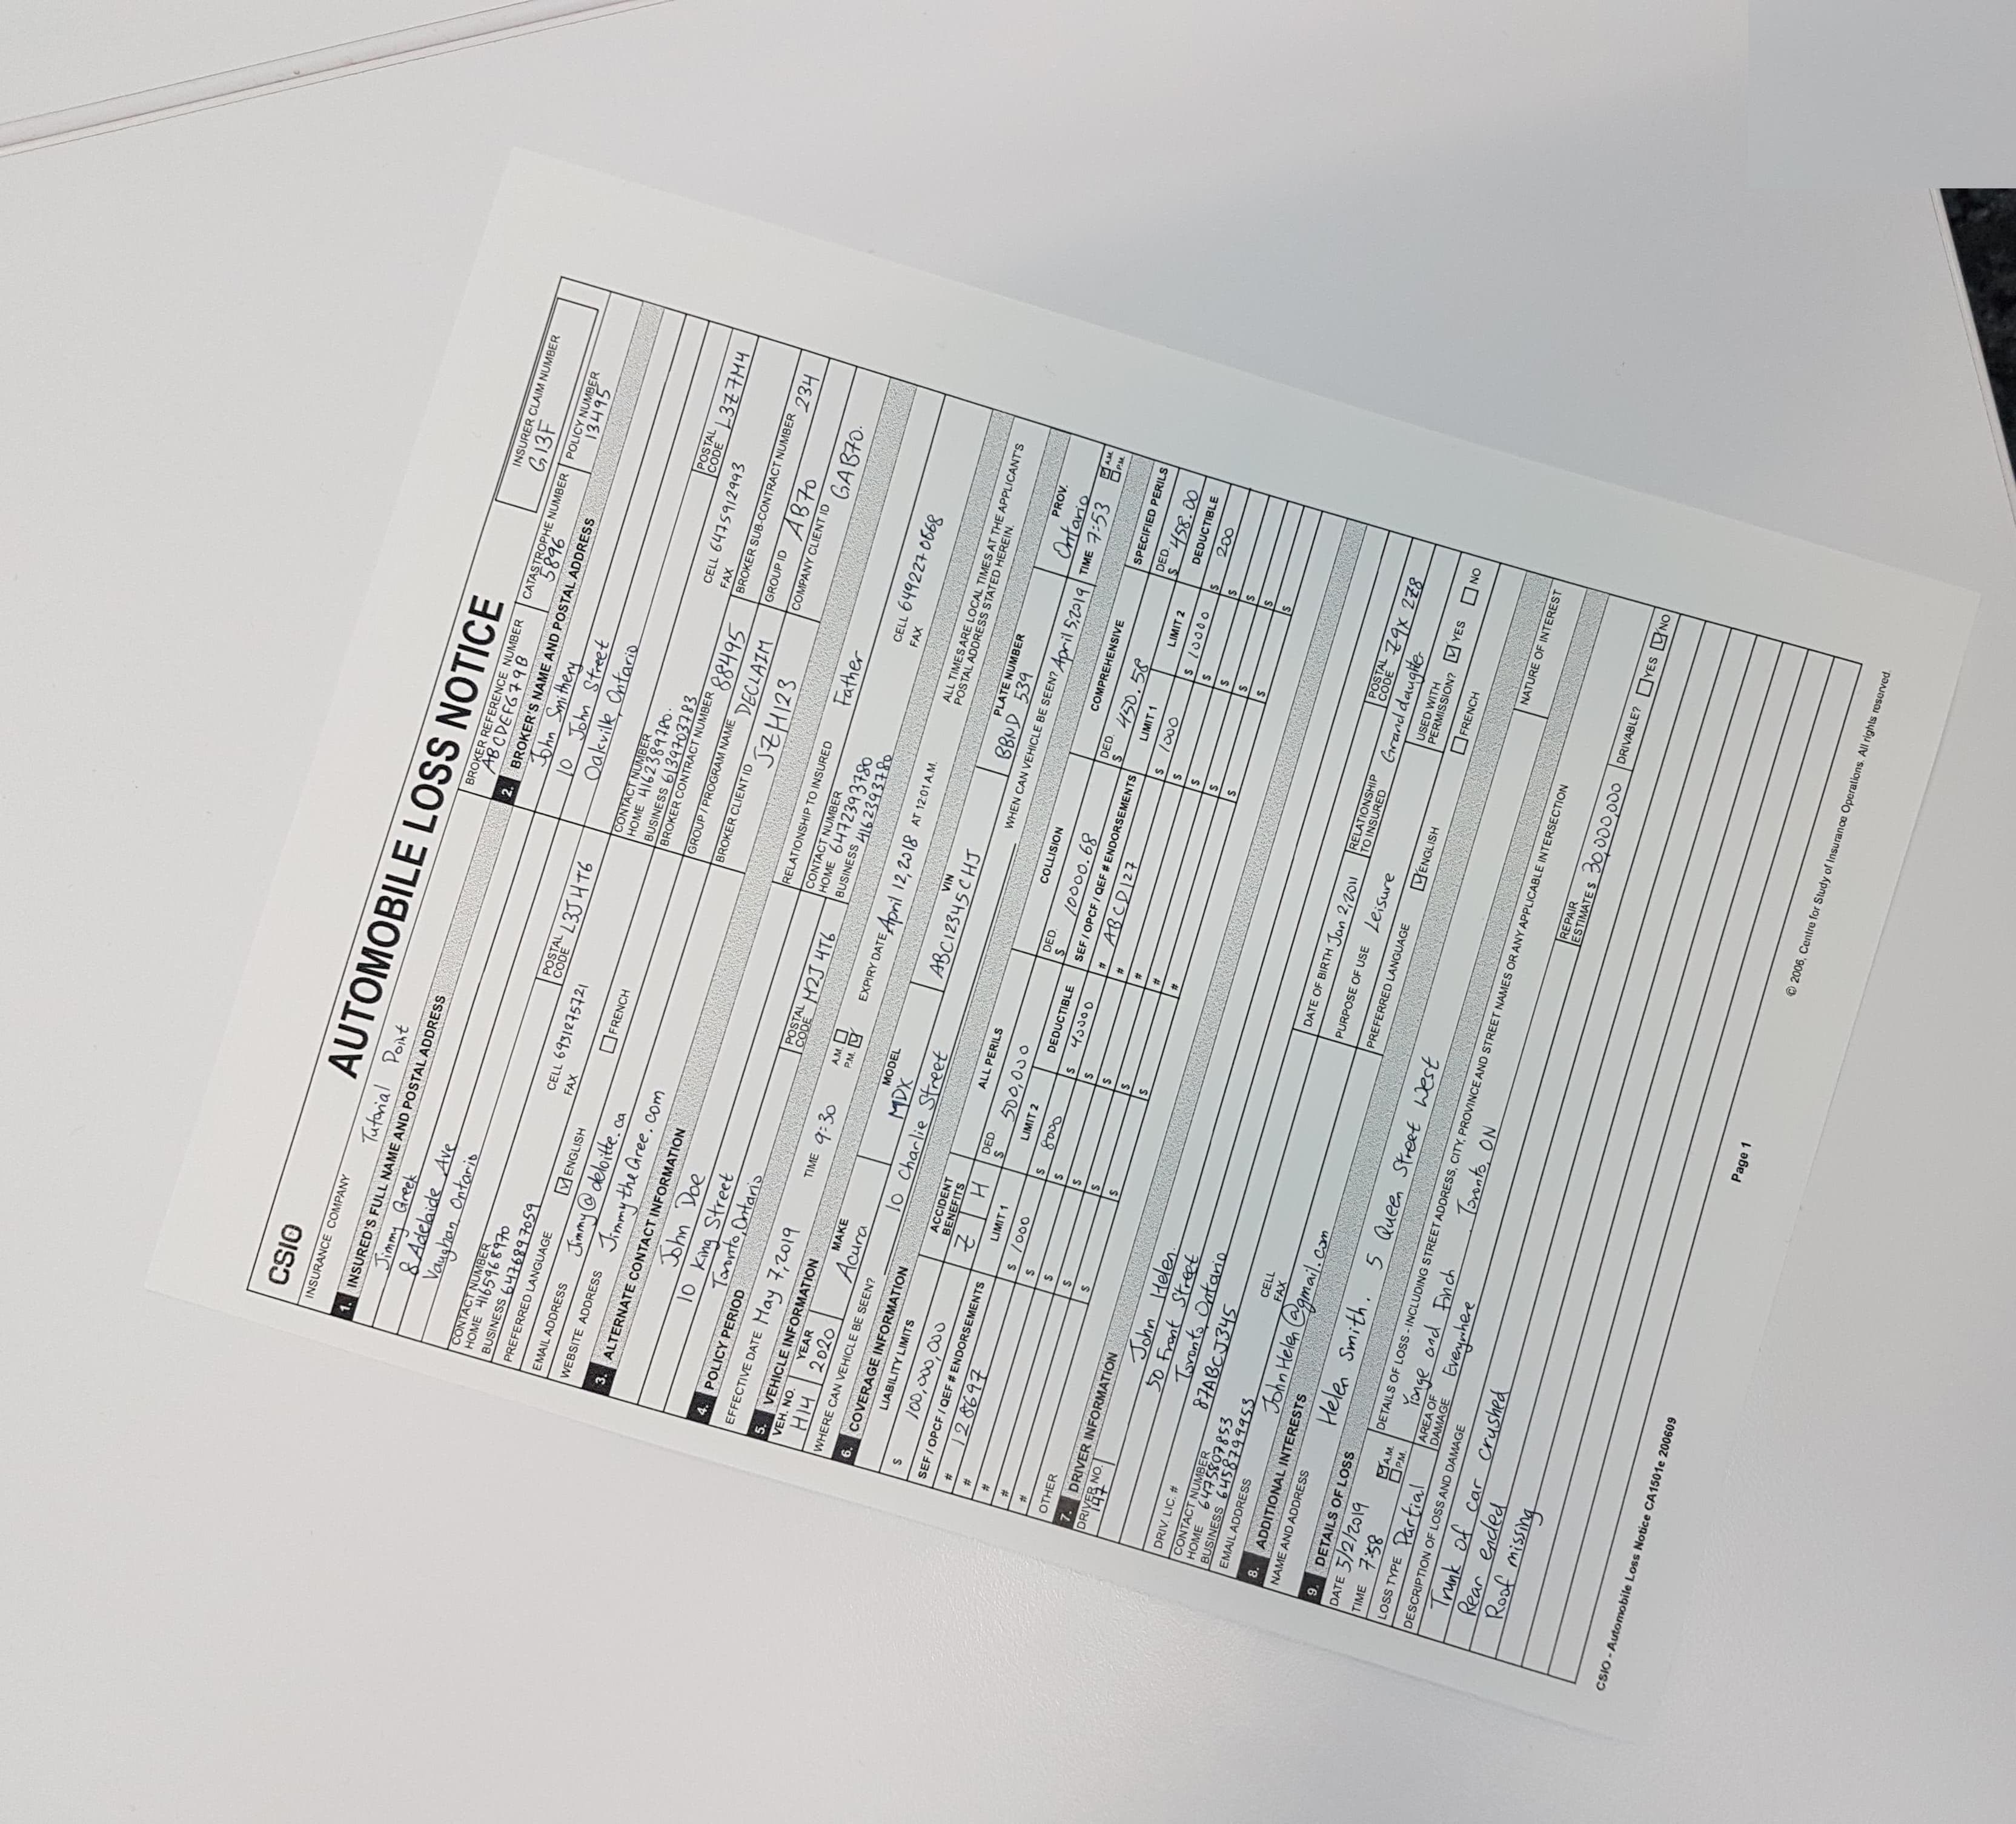 CSIO
AUTOMOBILE LOSS NOTICE
INSURER CLAIM NUMBER
G13F
INSURANCE COMPANY Tutorial Point
BROKER REFERENCE NUMBER
ABCDEFG79B
CATASTROPHE NUMBER
5896
POLICY NUMBER
13495
1. INSURED'S FULL NAME AND POSTAL ADDRESS
Jimmy Greek
8 Adelaide Ave
Vaughan Ontario
POSTAL CODE L3J4T6
CONTACT NUMBER
HOME 4165968970
CELL 6931275721
BUSINESS 6476897059
FAX
PREFERRED LANGUAGE ENGLISH FRENCH
EMAIL ADDRESS Jimmy@deloitte.ca
WEBSITE ADDRESS JimmytheGree.com
2. BROKER'S NAME AND POSTAL ADDRESS
John Smithery
10 John Street
Oakville, Ontario
POSTAL CODE L3Z7M4
CONTACT NUMBER
HOME 4162389780.
CELL 6475912993
BUSINESS 6139703783
FAX
BROKER CONTRACT NUMBER 88495
BROKER SUB-CONTRACT NUMBER 234
GROUP / PROGRAM NAME DECLAIM
GROUP ID AB70
BROKER CLIENT ID JZH123
COMPANY CLIENT ID GAB70.
3. ALTERNATE CONTACT INFORMATION
John Doe
10 King Street
Toronto, Ontario
POSTAL CODE M2J 4T6
RELATIONSHIP TO INSURED Father
CONTACT NUMBER
HOME 6472393780
CELL 6492270668
BUSINESS 4162393780
FAX
4. POLICY PERIOD
EFFECTIVE DATE May 7, 2019 TIME 9:30 A.M. P.M. EXPIRY DATE April 12, 2018 AT 12:01 A.M.
ALL TIMES ARE LOCAL TIMES AT THE APPLICANT'S
POSTAL ADDRESS STATED HEREIN.
5. VEHICLE INFORMATION
VEH. NO. YEAR MAKE MODEL VIN PLATE NUMBER PROV.
H14 2020 Acura MDX ABC12345CHJ BBND 539 Ontario
WHERE CAN VEHICLE BE SEEN? 10 Charlie Street
WHEN CAN VEHICLE BE SEEN? April 5, 2019 TIME 7:53 A.M. P.M.
6. COVERAGE INFORMATION
LIABILITY LIMITS ACCIDENT BENEFITS ALL PERILS COLLISION COMPREHENSIVE SPECIFIED PERILS
$ 100,000,000 Z H DED. $ 500,000 DED $ 10000.68 DED. $ 450.58 DED. $ 458.00
SEF / OPCF / QEF # ENDORSEMENTS LIMIT 1 LIMIT 2 DEDUCTIBLE SEF / OPCF / QEF # ENDORSEMENTS LIMIT 1 LIMIT 2 DEDUCTIBLE
# 128697 $ 1000 $ 8000 $ 40000 # ABCD127 $ 1000 $ 10000 $ 200
# $ $ $ # $ $ $
# $ $ $ # $ $ $
# $ $ $ # $ $ $
# $ $ $ # $ $ $
OTHER
7. DRIVER INFORMATION
DRIVER NO.
147
John Helen
50 Front Street
Toronto, Ontario
DRIV. LIC. # 87ABCJJ345
CONTACT NUMBER
HOME 6475807853
CELL
BUSINESS 6458799953
FAX
EMAIL ADDRESS JohnHelen@gmail.com
POSTAL CODE Z9X 2Z8
DATE OF BIRTH Jan 2, 2011
RELATIONSHIP TO INSURED Grand daughter
PURPOSE OF USE Leisure
USED WITH PERMISSION? YES NO
PREFERRED LANGUAGE ENGLISH FRENCH
8. ADDITIONAL INTERESTS
NAME AND ADDRESS Helen Smith. 5 Queen Street West
NATURE OF INTEREST
9. DETAILS OF LOSS
DATE 5/2/2019
TIME 7:58 A.M. P.M.
DETAILS OF LOSS - INCLUDING STREET ADDRESS, CITY, PROVINCE AND STREET NAMES OR ANY APPLICABLE INTERSECTION
Yonge and Finch Toronto, ON
LOSS TYPE Partial
AREA OF DAMAGE Everywhere
REPAIR ESTIMATE $ 30,000,000
DRIVABLE? YES NO
DESCRIPTION OF LOSS AND DAMAGE
Trunk of car crushed
Rear ended
Roof missing
CSIO - Automobile Loss Notice CA1501e 200609
Page 1
© 2006, Centre for Study of Insurance Operations. All rights reserved.